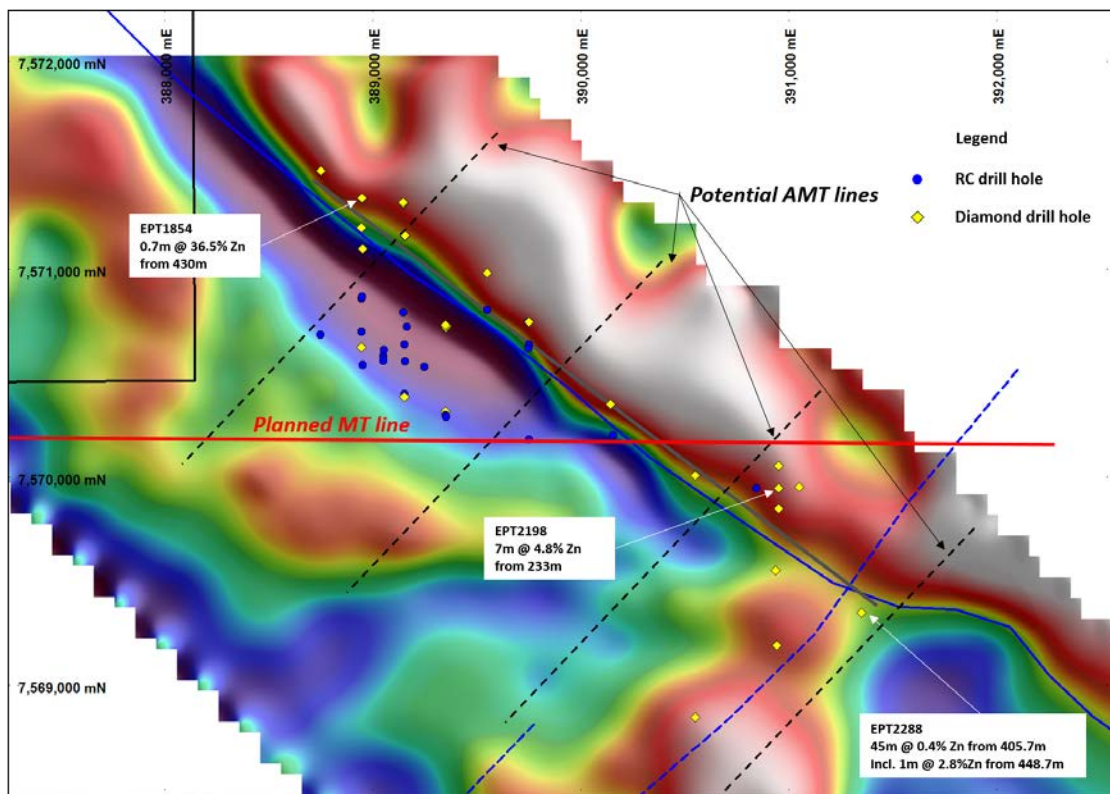 388,000 mE
389,000 mE
390,000 mE
391,000 mE
392,000 mE
7,572,000 mN
7,571,000 mN
7,570,000 mN
7,569,000 mN
Legend
RC drill hole
Diamond drill hole
Potential AMT lines
EPT1854
0.7m @ 36.5% Zn
from 430m
Planned MT line
EPT2198
7m @ 4.8% Zn
from 233m
EPT2288
45m @ 0.4% Zn from 405.7m
Incl. 1m @ 2.8%Zn from 448.7m